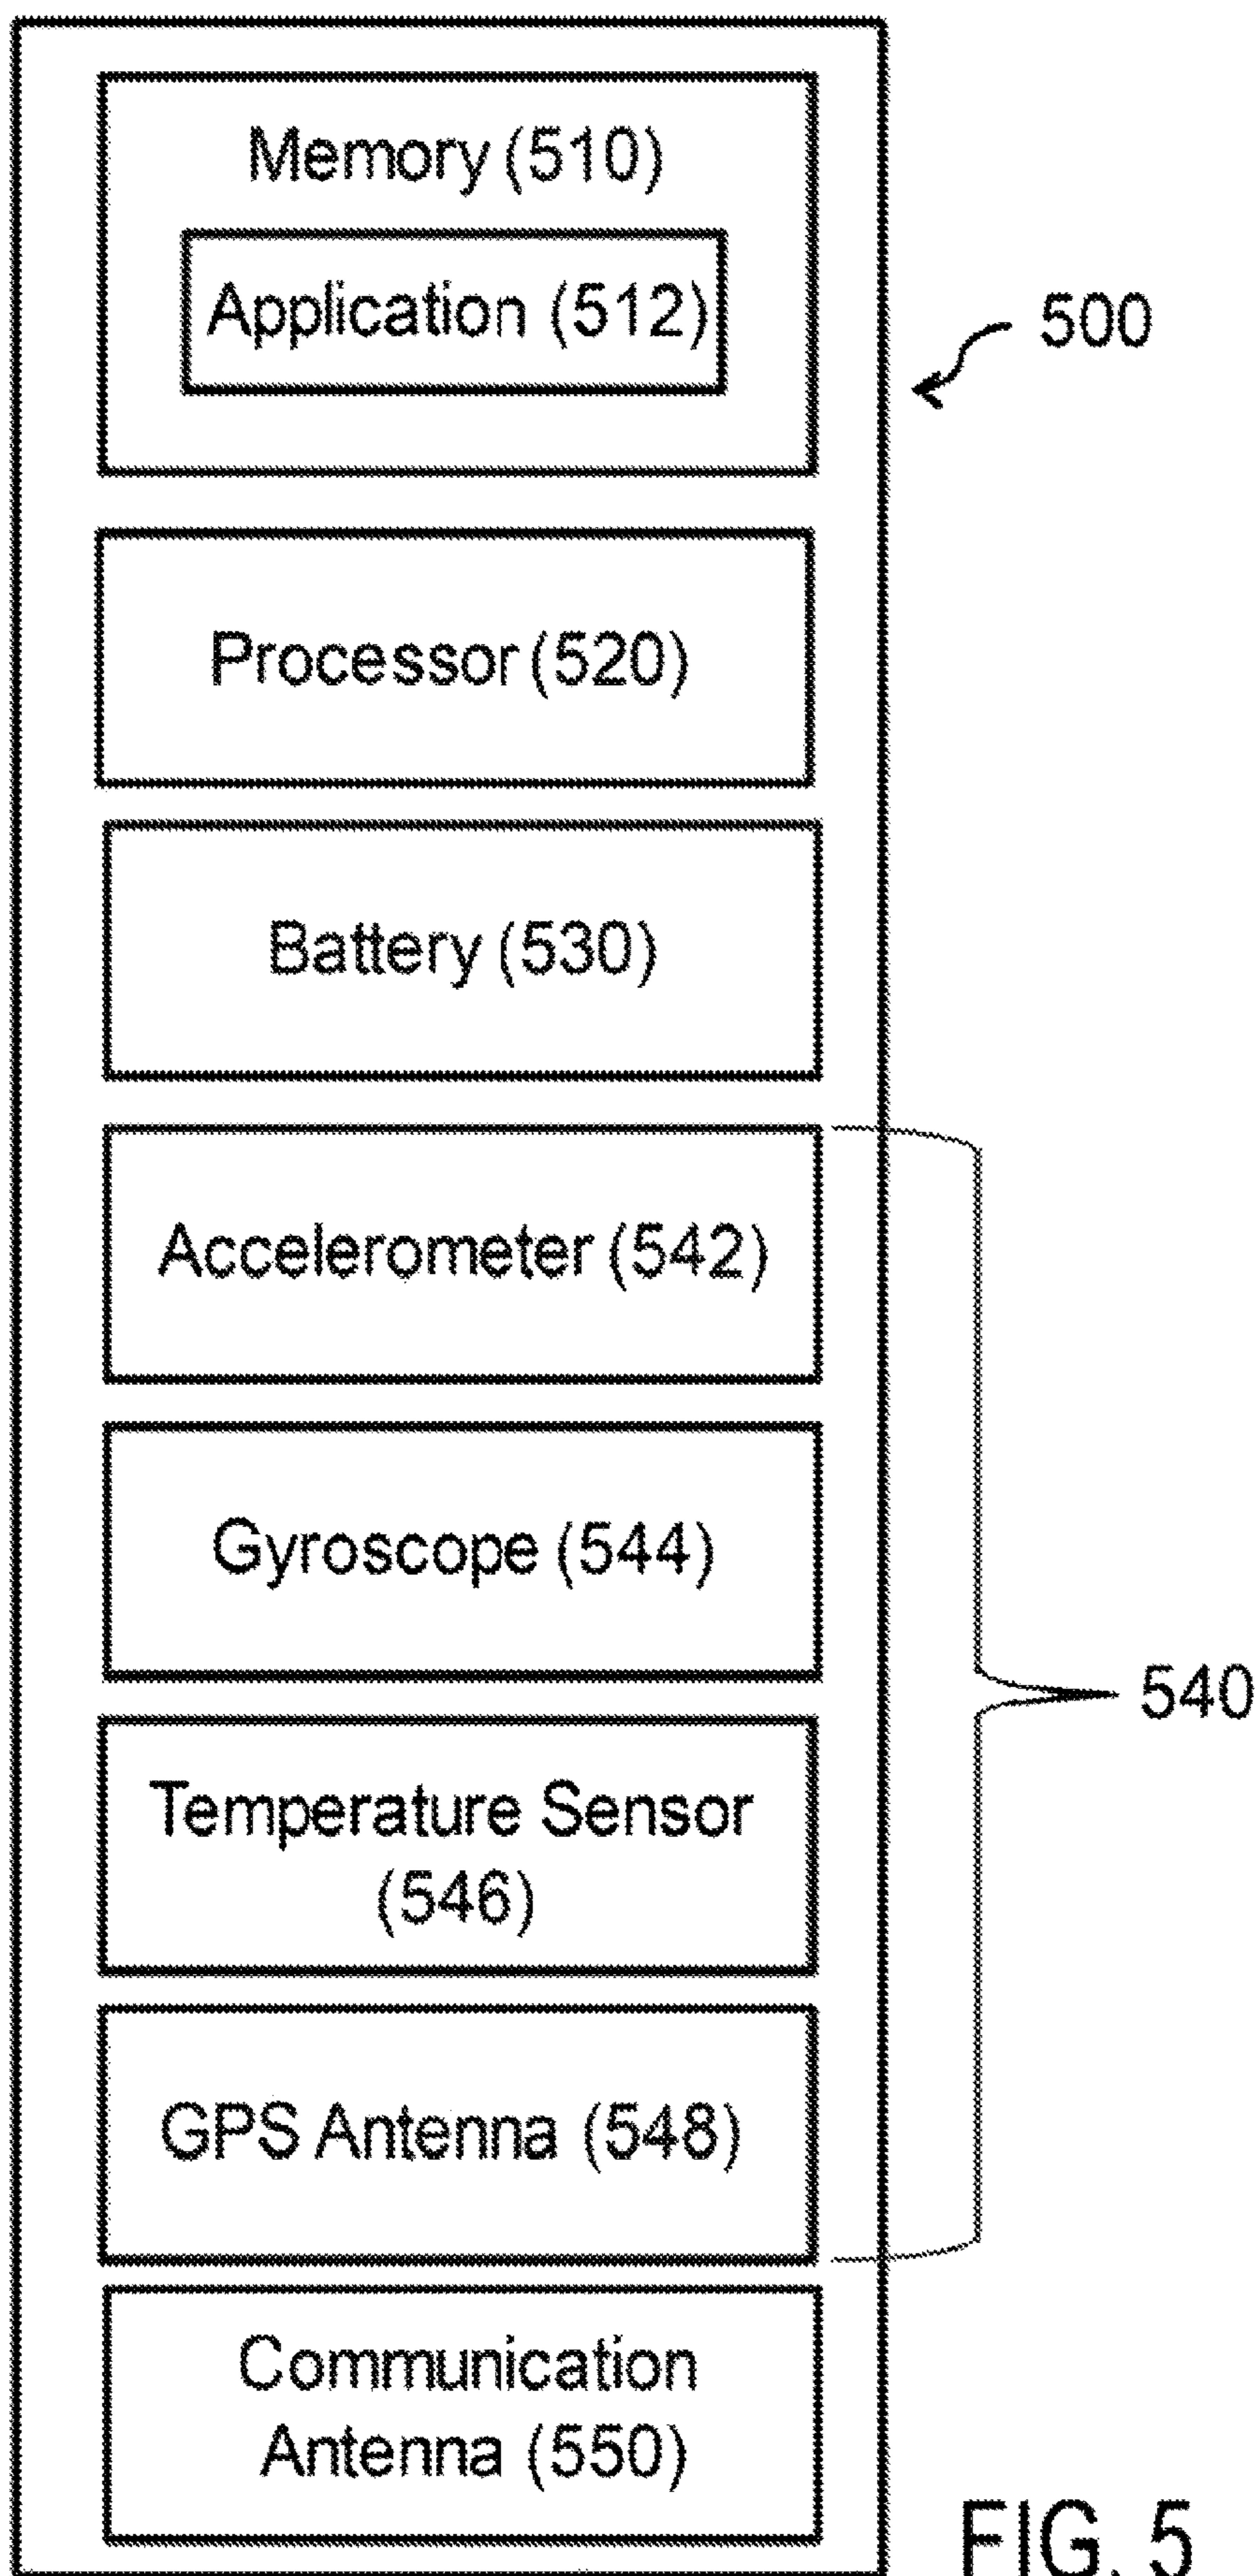 Memory (510)
Application (512)
500
Processor (520)
Battery (530)
Accelerometer (542)
Gyroscope (544)
540
Temperature Sensor
(546)
GPS Antenna (548)
Communication
Antenna (550)
FIG. 5